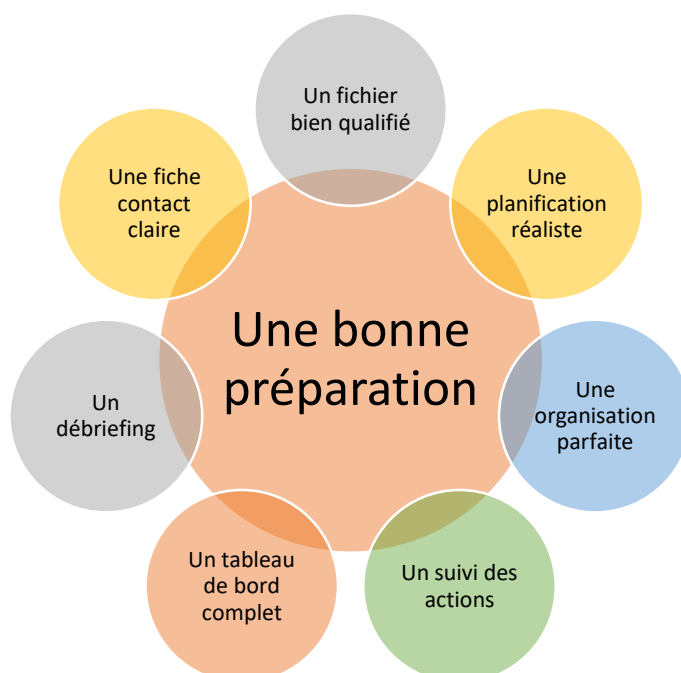 Un fichier
bien qualifié
Une
planification
réaliste
Une
organisation
parfaite
Un suivi des
actions
Un tableau
de bord
complet
Un
débriefing
Une fiche
contact
claire
Une bonne
préparation